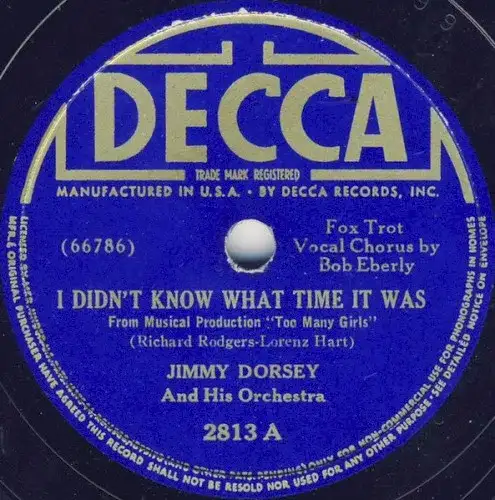 DECCA
TRADE MARK REGISTERED
MANUFACTURED IN U.S.A. • BY DECCA RECORDS, INC.
(66786)
Fox Trot
Vocal Chorus by
Bob Eberly
I DIDN'T KNOW WHAT TIME IT WAS
From Musical Production "Too Many Girls"
(Richard Rodgers-Lorenz Hart)
JIMMY DORSEY
And His Orchestra
2813 A
ONLY FOR NON-COMMERCIAL USE ON PHONOGRAPHS IN HOMES
MFR. & ORIGINAL PURCHASER HAVE AGREED THIS RECORD SHALL NOT BE RESOLD OR USED FOR ANY OTHER PURPOSE. SEE DETAILED NOTICE ON ENVELOPE